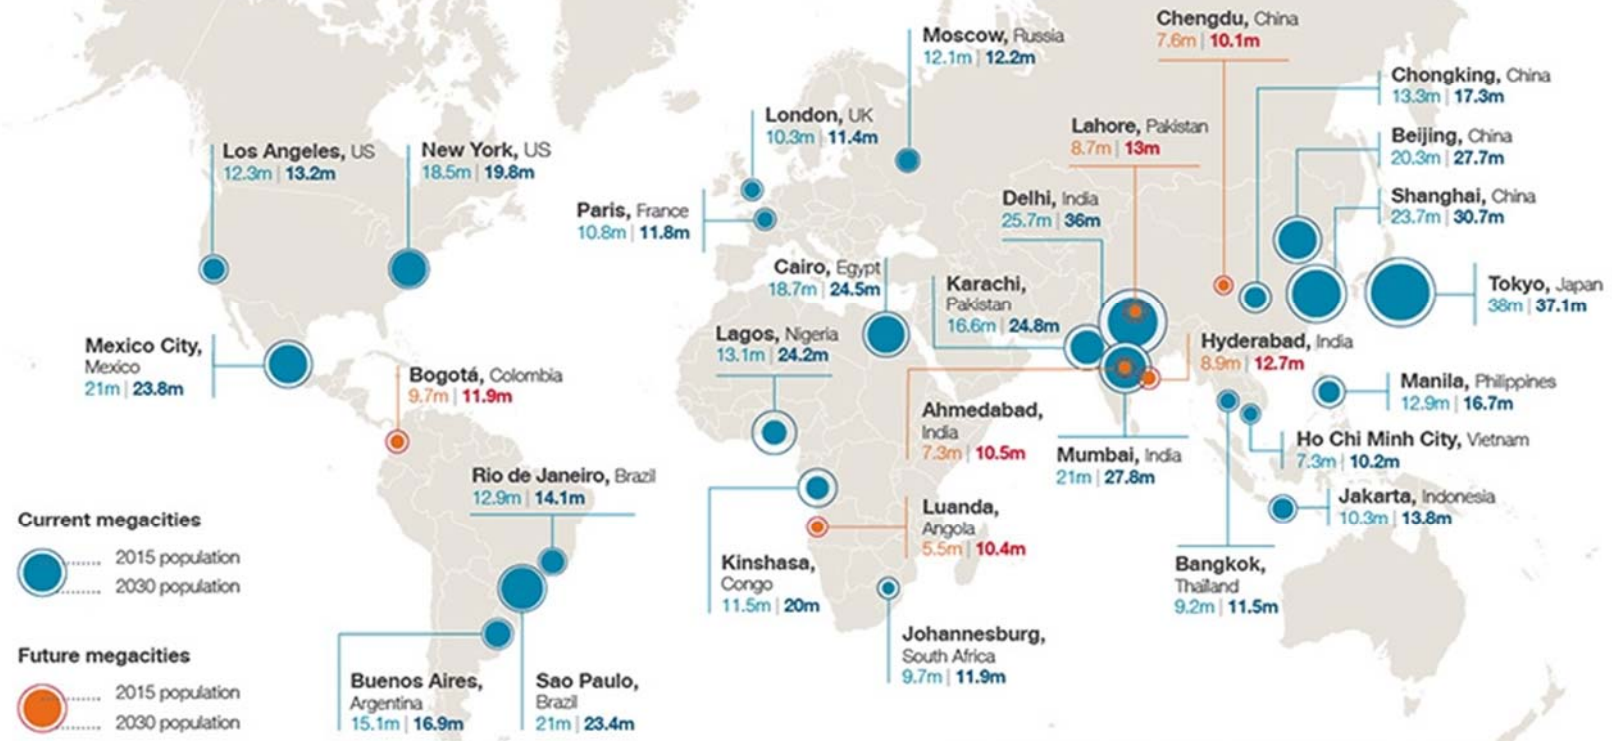 Chengdu, China
7.6m | 10.1m
Moscow, Russia
12.1m | 12.2m
Chongking, China
13.3m | 17.3m
London, UK
10.3m | 11.4m
Lahore, Pakistan
8.7m | 13m
Beijing, China
20.3m | 27.7m
Los Angeles, US
12.3m | 13.2m
New York, US
18.5m | 19.8m
Delhi, India
25.7m | 36m
Shanghai, China
23.7m | 30.7m
Paris, France
10.8m | 11.8m
Cairo, Egypt
18.7m | 24.5m
Karachi,
Pakistan
16.6m | 24.8m
Tokyo, Japan
38m | 37.1m
Lagos, Nigeria
13.1m | 24.2m
Mexico City,
Mexico
21m | 23.8m
Hyderabad, India
8.9m | 12.7m
Bogotá, Colombia
9.7m | 11.9m
Manila, Philippines
12.9m | 16.7m
Ahmedabad,
India
7.3m | 10.5m
Mumbai, India
21m | 27.8m
Ho Chi Minh City, Vietnam
7.3m | 10.2m
Rio de Janeiro, Brazil
12.9m | 14.1m
Jakarta, Indonesia
10.3m | 13.8m
Luanda,
Angola
5.5m | 10.4m
Current megacities
2015 population
2030 population
Kinshasa,
Congo
11.5m | 20m
Bangkok,
Thailand
9.2m | 11.5m
Johannesburg,
South Africa
9.7m | 11.9m
Future megacities
2015 population
2030 population
Buenos Aires,
Argentina
15.1m | 16.9m
Sao Paulo,
Brazil
21m | 23.4m